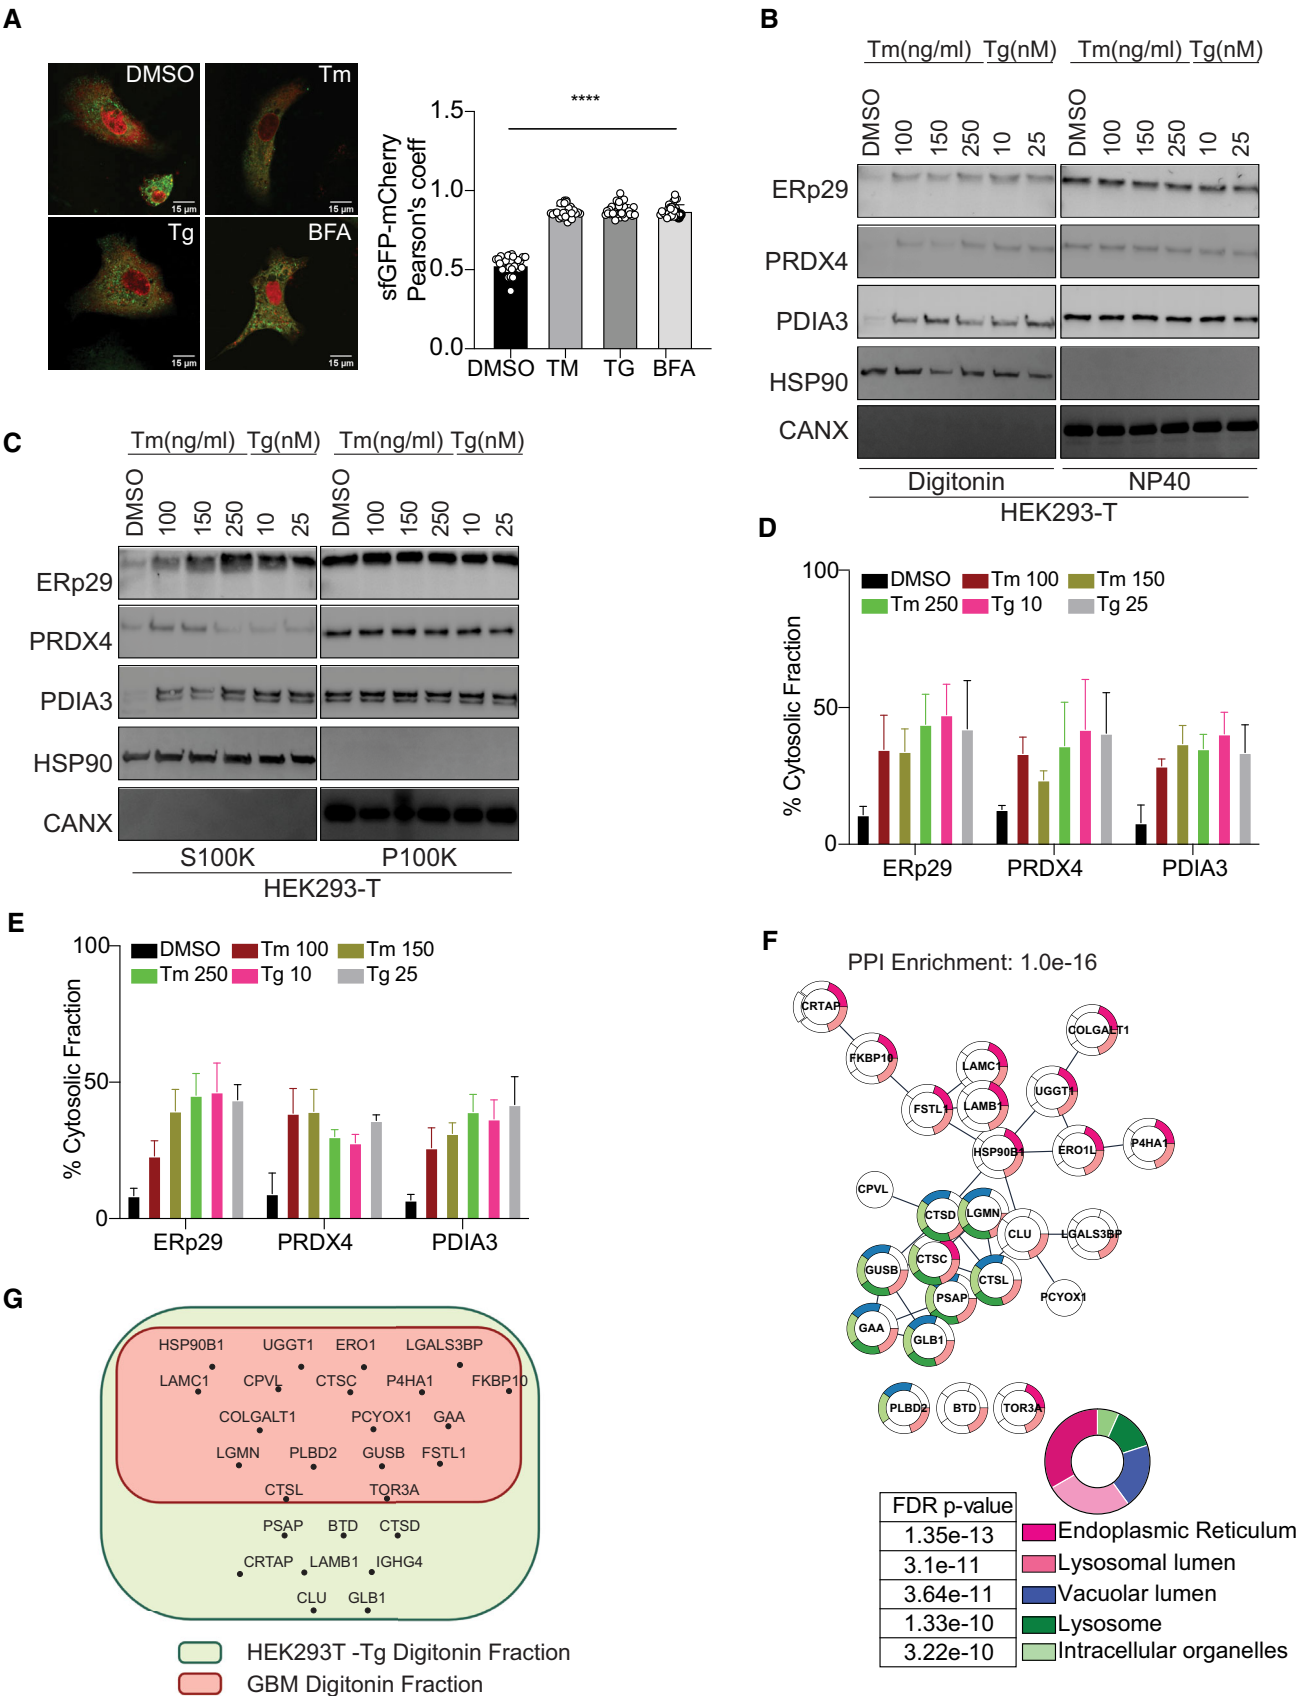 A
DMSO
Tm
15 µm
15 µm
Tg
BFA
15 µm
15 µm
sfGFP-mCherry
Pearson's coeff
1.5
1.0
0.5
0.0
****
DMSO TM TG BFA
B
Tm(ng/ml) Tg(nM) Tm(ng/ml) Tg(nM)
DMSO 100 150 250 10 25 DMSO 100 150 250 10 25
ERp29
PRDX4
PDIA3
HSP90
CANX
Digitonin NP40
HEK293-T
C
Tm(ng/ml) Tg(nM) Tm(ng/ml) Tg(nM)
DMSO 100 150 250 10 25 DMSO 100 150 250 10 25
ERp29
PRDX4
PDIA3
HSP90
CANX
S100K P100K
HEK293-T
D
% Cytosolic Fraction
100
50
0
DMSO Tm 100 Tm 150
Tm 250 Tg 10 Tg 25
ERp29 PRDX4 PDIA3
E
% Cytosolic Fraction
100
50
0
DMSO Tm 100 Tm 150
Tm 250 Tg 10 Tg 25
ERp29 PRDX4 PDIA3
F
PPI Enrichment: 1.0e-16
CRTAP
COLGALT1
FKBP10
LAMC1
UGGT1
FSTL1
LAMB1
HSP90B1
ERO1L
P4HA1
CPVL
CTSD
LGMN
CLU
LGALS3BP
GUSB
CTSC
CTSL
PSAP
PCYOX1
GAA
GLB1
PLBD2
BTD
TOR3A
FDR p-value
1.35e-13 Endoplasmic Reticulum
3.1e-11 Lysosomal lumen
3.64e-11 Vacuolar lumen
1.33e-10 Lysosome
3.22e-10 Intracellular organelles
G
HSP90B1 UGGT1 ERO1 LGALS3BP
LAMC1 CPVL CTSC P4HA1 FKBP10
COLGALT1 PCYOX1 GAA
LGMN PLBD2 GUSB FSTL1
CTSL TOR3A
PSAP BTD CTSD
CRTAP LAMB1 IGHG4
CLU GLB1
HEK293T -Tg Digitonin Fraction
GBM Digitonin Fraction